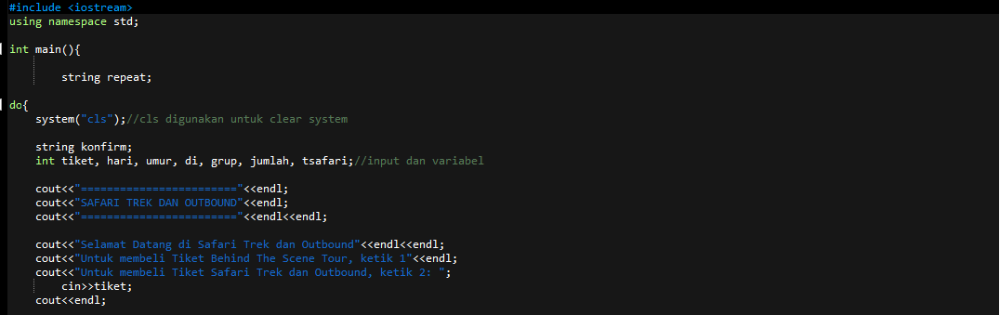 #include <iostream>
using namespace std;
int main(){
string repeat;
do{
system("cls");//cls digunakan untuk clear system
string konfirm;
int tiket, hari, umur, di, grup, jumlah, tsafari;//input dan variabel
cout<<"========================"<<endl;
cout<<"SAFARI TREK DAN OUTBOUND"<<endl;
cout<<"========================"<<endl<<endl;
cout<<"Selamat Datang di Safari Trek dan Outbound"<<endl<<endl;
cout<<"Untuk membeli Tiket Behind The Scene Tour, ketik 1"<<endl;
cout<<"Untuk membeli Tiket Safari Trek dan Outbound, ketik 2: ";
cin>>tiket;
cout<<endl;